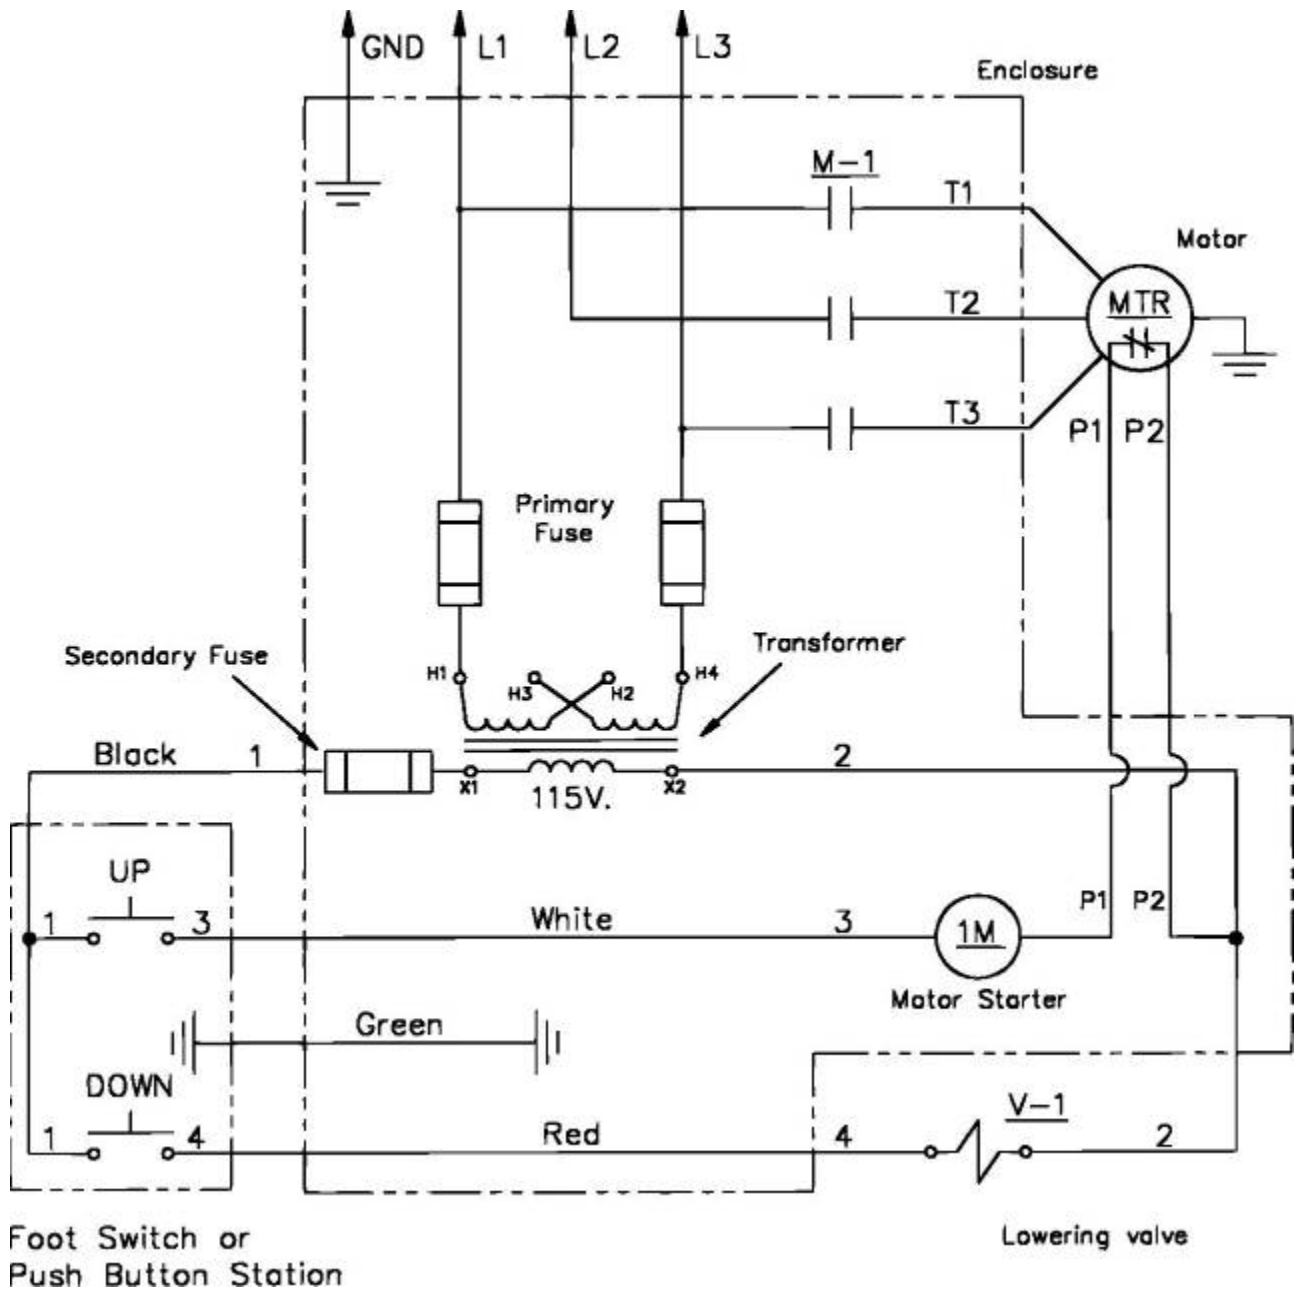 GND L1 L2 L3
Enclosure
M-1
T1
Motor
MTR
T2
T3
P1 P2
Primary
Fuse
Secondary Fuse
Transformer
H1 H3 H2 H4
Black 1 2
X1 X2
115V.
UP
1 3 White 3 1M P1 P2
Motor Starter
Green
DOWN
V-1
1 4 Red 4 2
Foot Switch or
Push Button Station
Lowering valve